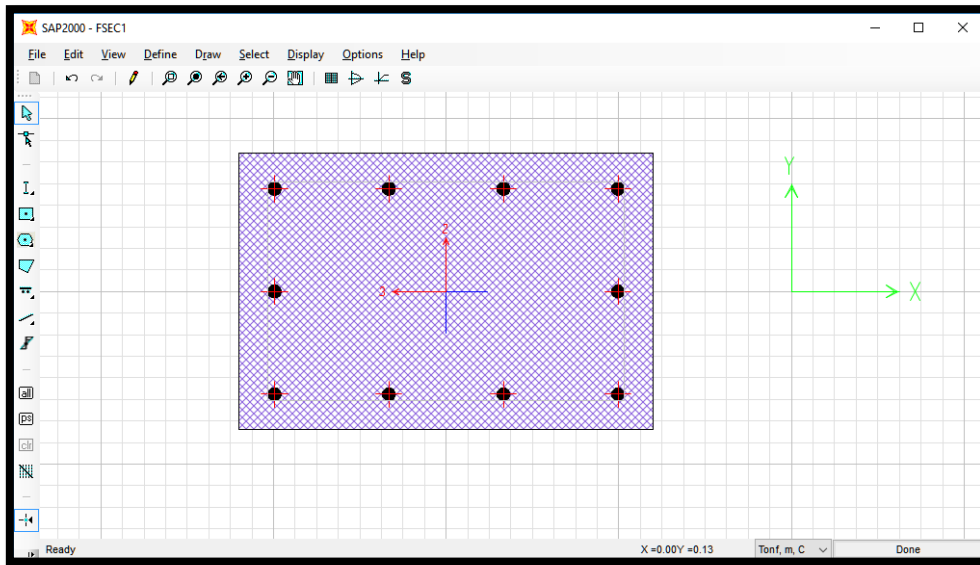 SAP2000 - FSEC1
File Edit View Define Draw Select Display Options Help
S
Y
X
2
3
all
ps
clr
Ready X =0.00Y =0.13 Tonf, m, C Done